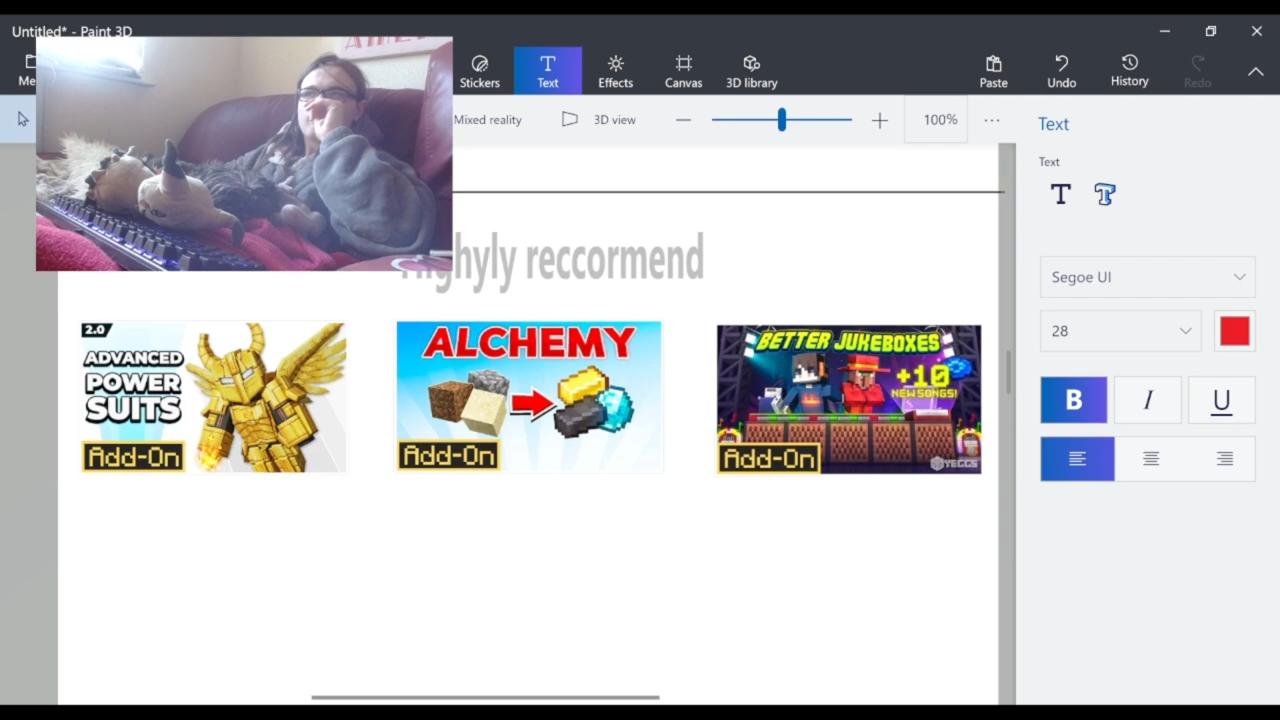 Untitled* - Paint 3D
Stickers
Text
Effects
Canvas
3D library
Paste
Undo
History
Redo
Mixed reality
3D view
100%
Text
Text
Segoe UI
28
B
I
U
reccormend
2.0
ADVANCED
POWER
SUITS
Add-On
ALCHEMY
Add-On
BETTER JUKEBOXES
+10
NEW SONGS!
Add-On
YEGGS